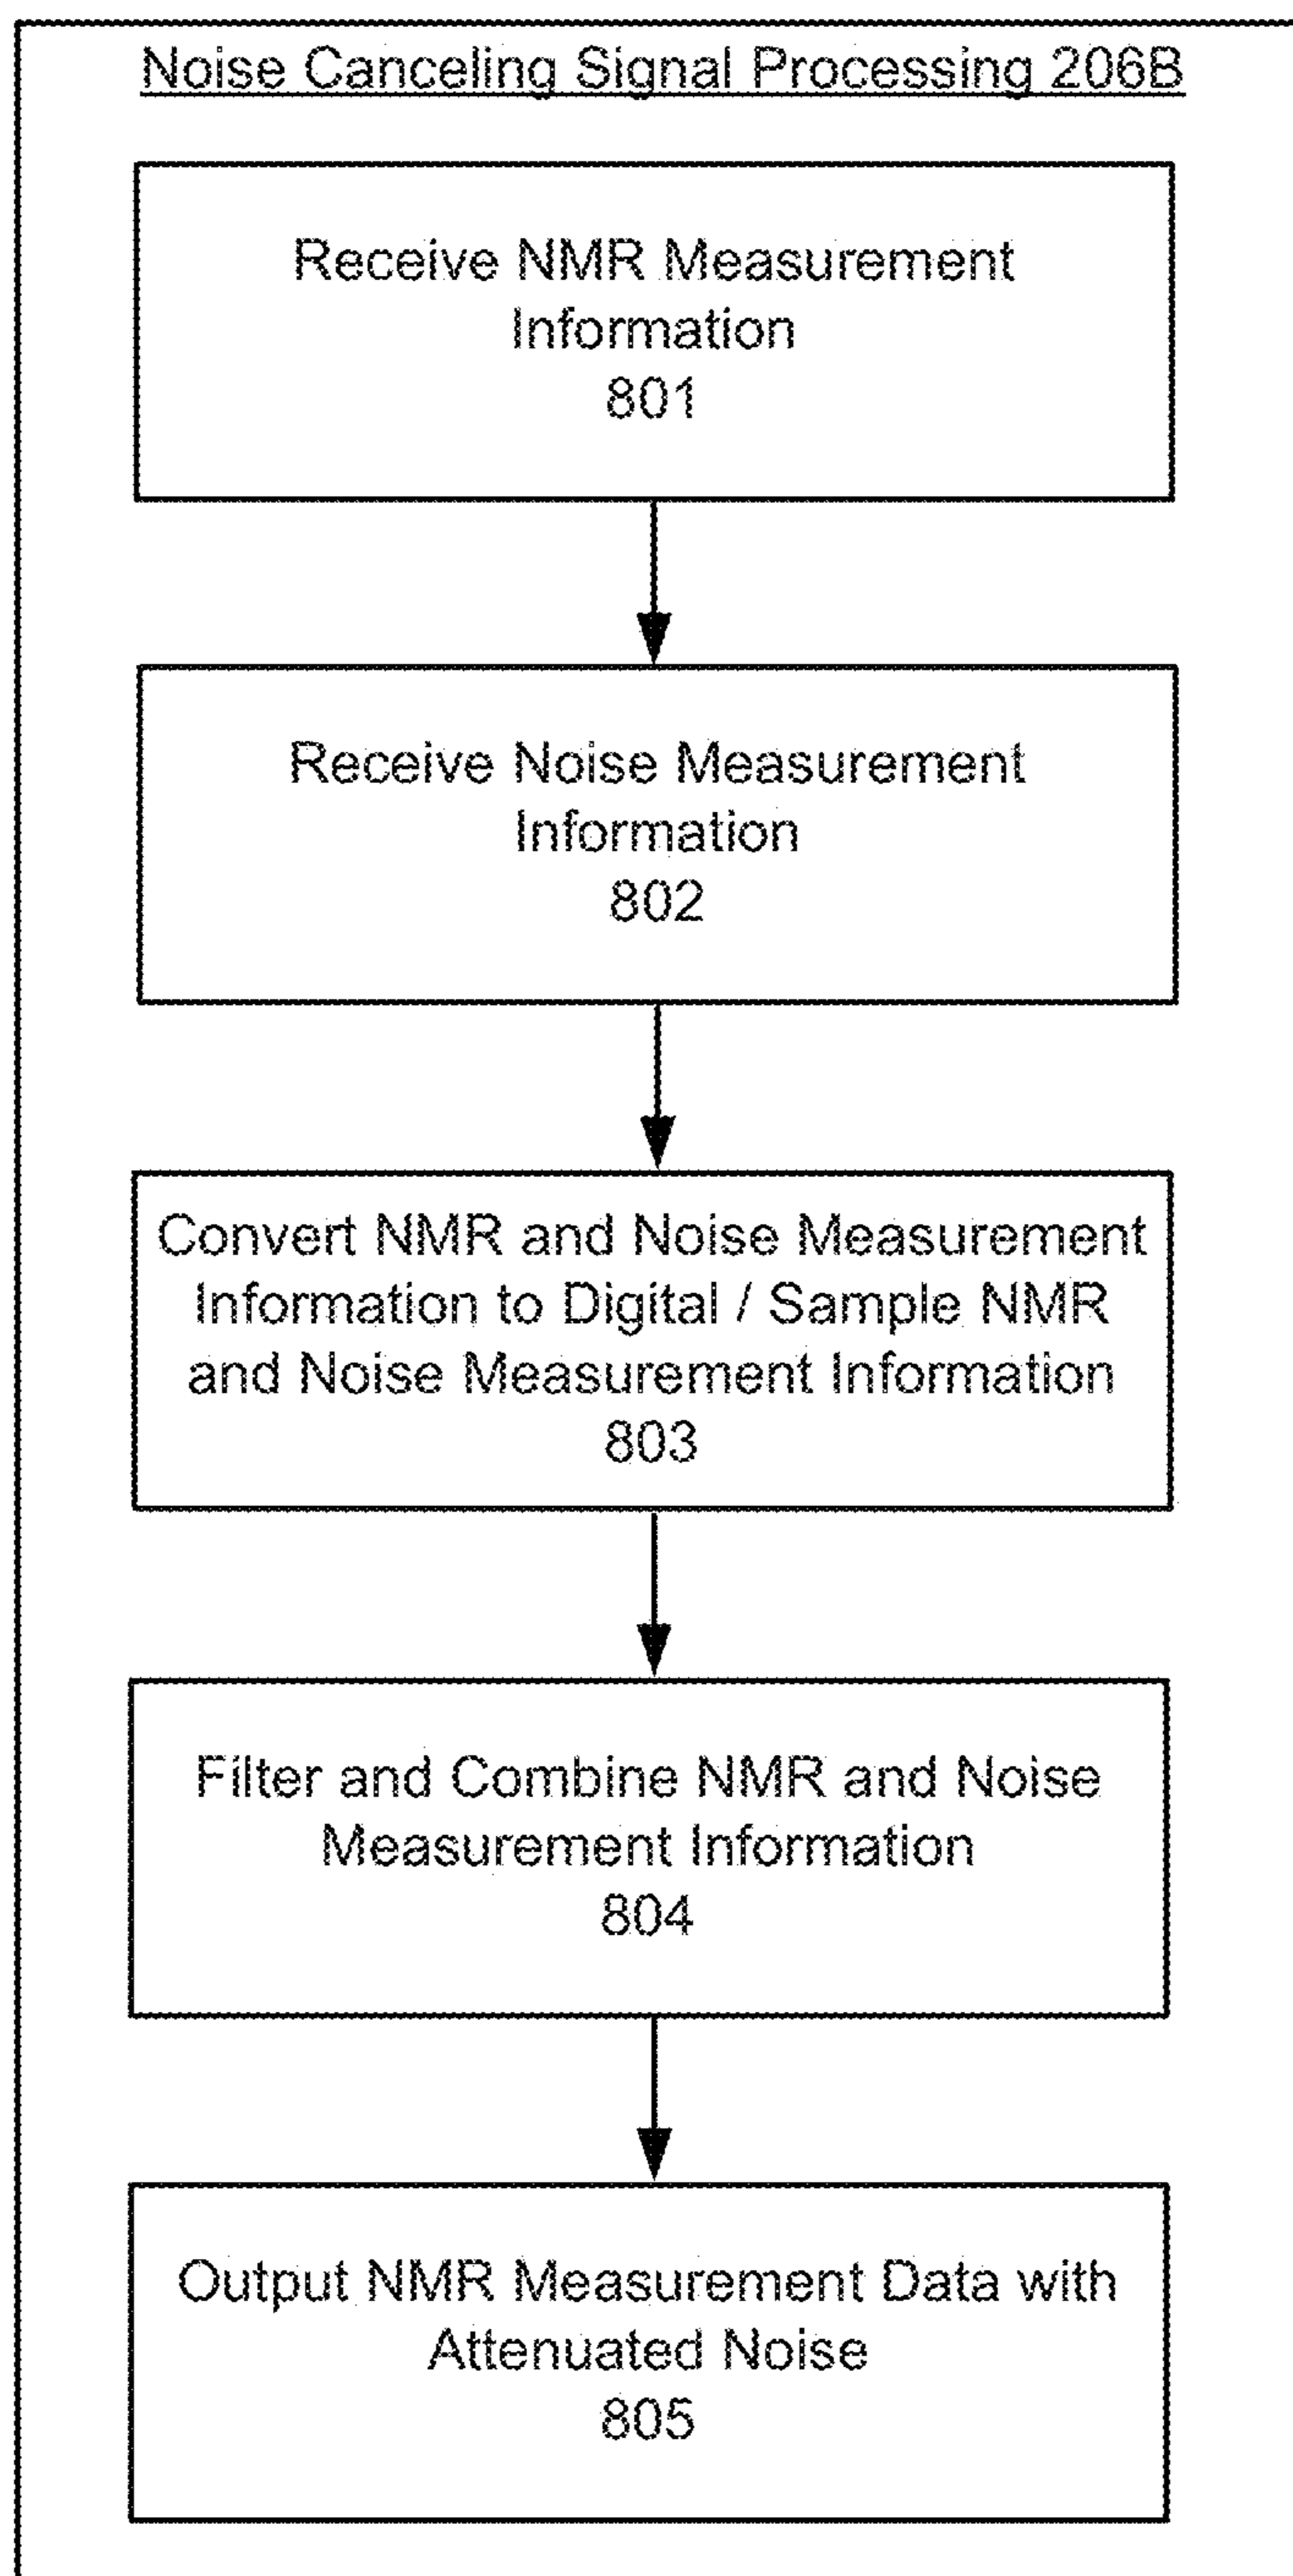 Noise Canceling Signal Processing 206B
Receive NMR Measurement
Information
801
Receive Noise Measurement
Information
802
Convert NMR and Noise Measurement
Information to Digital / Sample NMR
and Noise Measurement Information
803
Filter and Combine NMR and Noise
Measurement Information
804
Output NMR Measurement Data with
Attenuated Noise
805